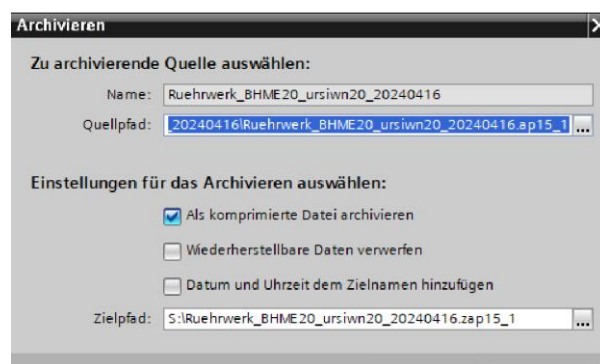 Archivieren
Zu archivierende Quelle auswählen:
Name: Ruehrwerk_BHME20_ursiwn20_20240416
Quellpfad: _20240416\Ruehrwerk_BHME20_ursiwn20_20240416.ap15_1 ...
Einstellungen für das Archivieren auswählen:
Als komprimierte Datei archivieren
Wiederherstellbare Daten verwerfen
Datum und Uhrzeit dem Zielnamen hinzufügen
Zielpfad: S:\Ruehrwerk_BHME20_ursiwn20_20240416.zap15_1 ...